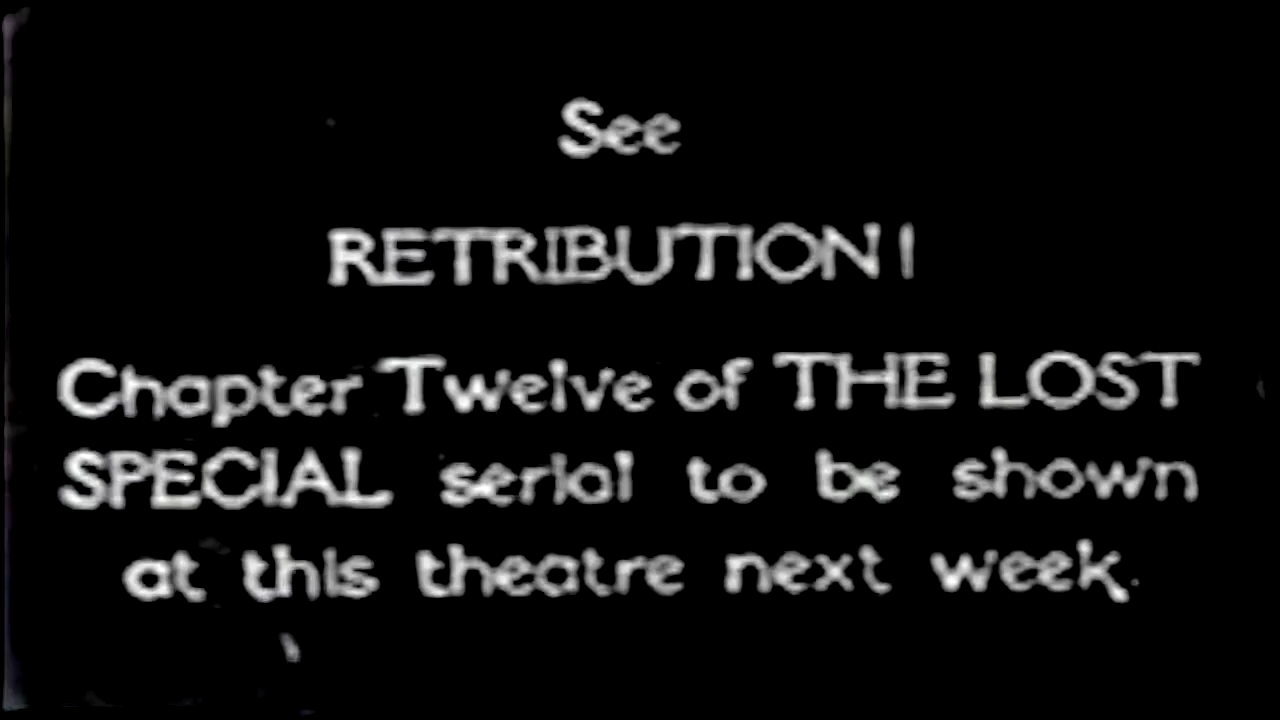 See
RETRIBUTION!
Chapter Twelve of THE LOST
SPECIAL serial to be shown
at this theatre next week.